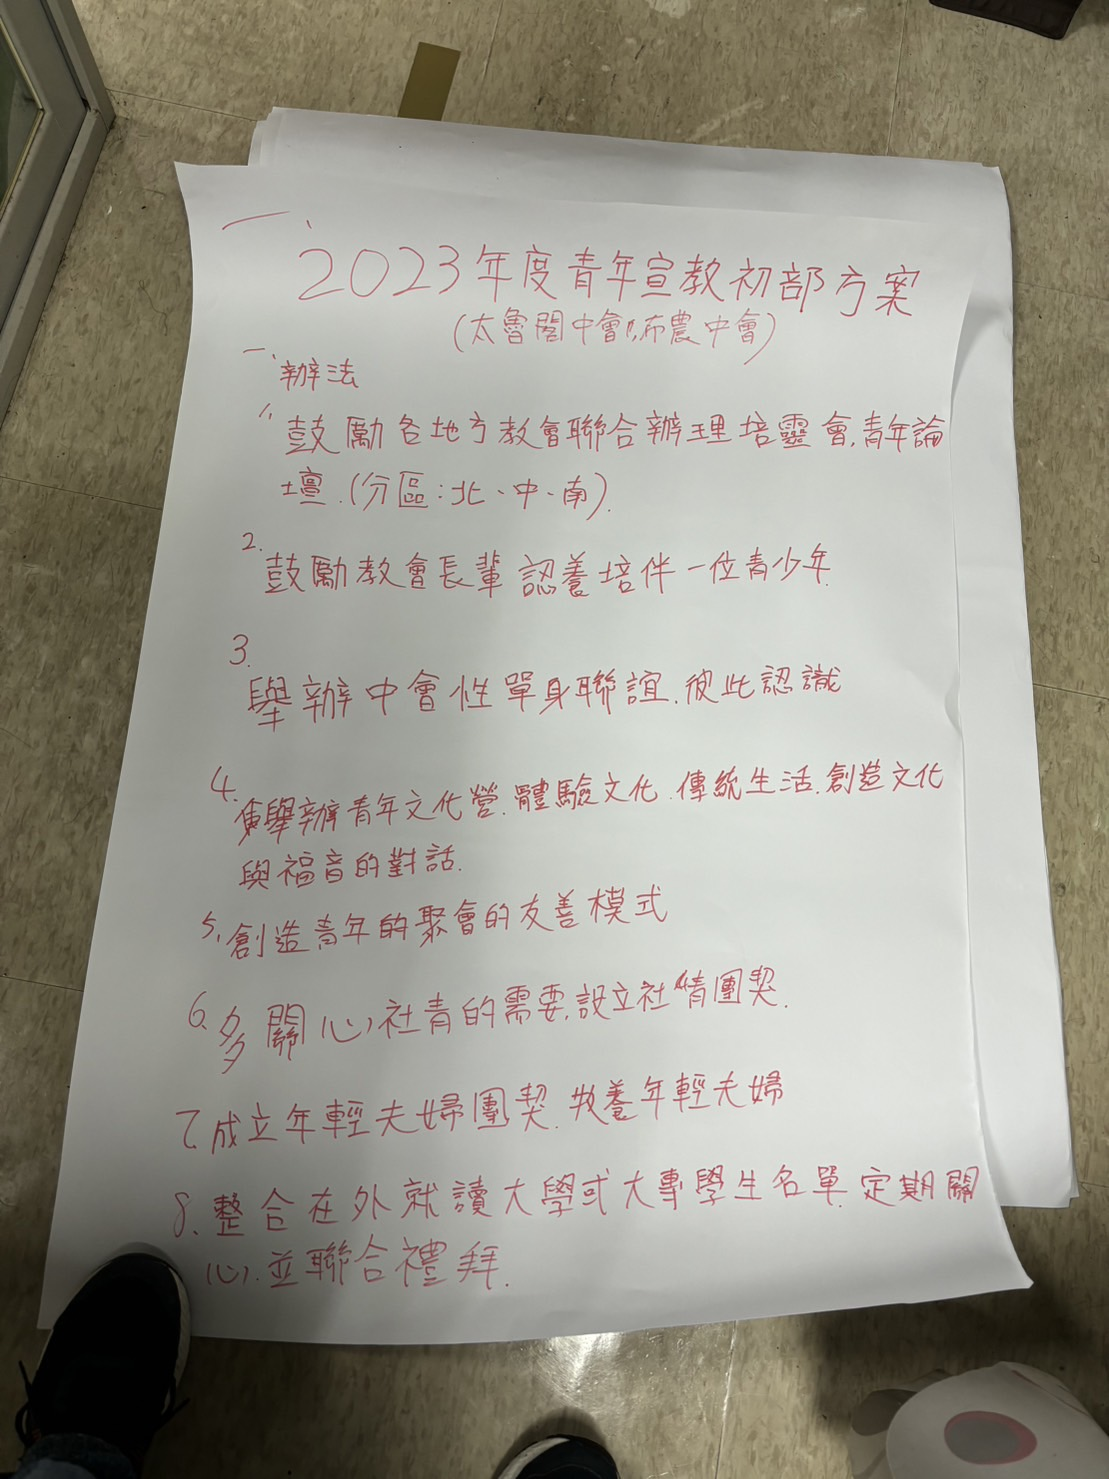 一、
2023年度青年宣教初部方案
(太魯閣中會,布農中會)
一、辦法
1、鼓勵各地方教會聯合辦理培靈會,青年論
壇.(分區:北、中、南).
2.鼓勵教會長輩認養培伴一位青少年
3.
舉辦中會性單身聯誼.彼此認識
4.舉辦青年文化營.體驗文化.傳統生活.創造文化
與福音的對話.
5.創造青年的聚會的友善模式
6.多關心社青的需要.設立社情團契.
7.成立年輕夫婦團契.牧養年輕夫婦
8.整合在外就讀大學或大專學生名單.定期關
心.並聯合禮拜.